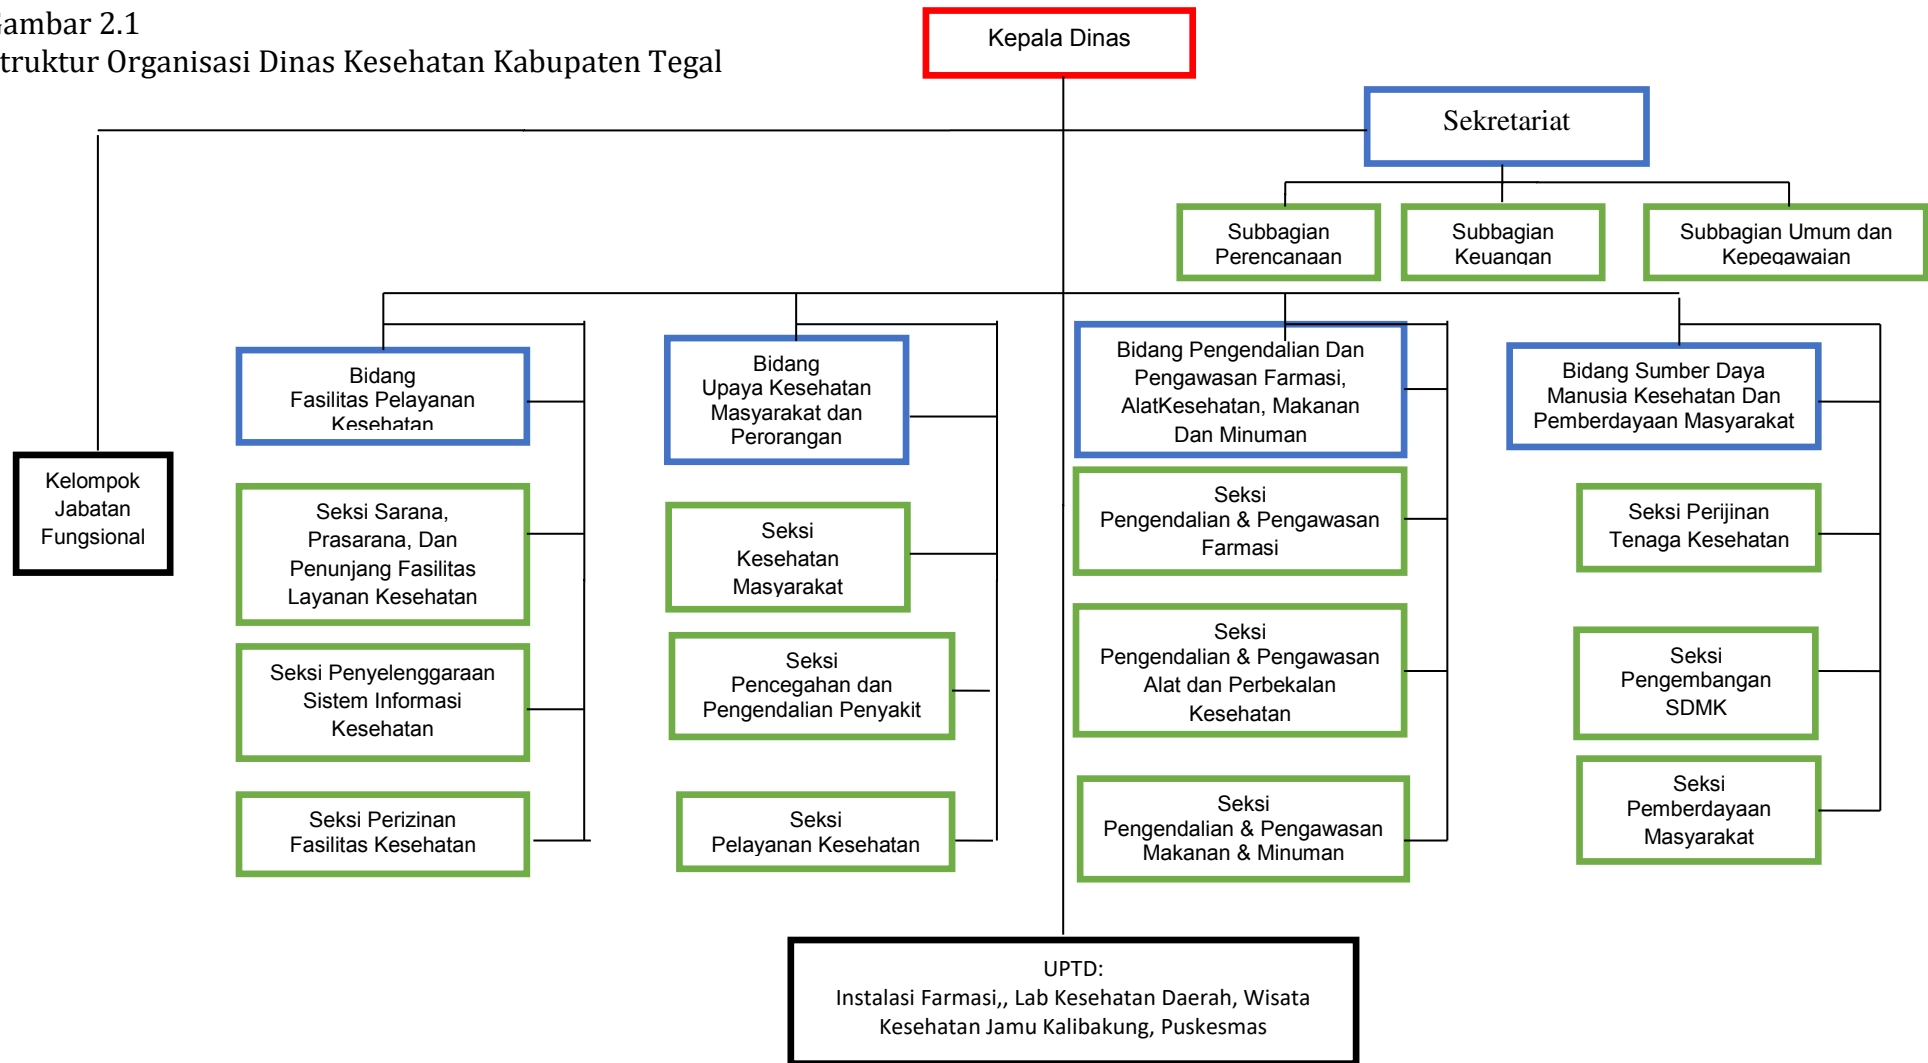 Gambar 2.1
truktur Organisasi Dinas Kesehatan Kabupaten Tegal
Kepala Dinas
Sekretariat
Subbagian
Perencanaan
Subbagian
Keuangan
Subbagian Umum dan
Kepegawaian
Bidang
Fasilitas Pelayanan
Kesehatan
Bidang
Upaya Kesehatan
Masyarakat dan
Perorangan
Bidang Pengendalian Dan
Pengawasan Farmasi,
AlatKesehatan, Makanan
Dan Minuman
Bidang Sumber Daya
Manusia Kesehatan Dan
Pemberdayaan Masyarakat
Kelompok
Jabatan
Fungsional
Seksi Sarana,
Prasarana, Dan
Penunjang Fasilitas
Layanan Kesehatan
Seksi
Kesehatan
Masyarakat
Seksi
Pengendalian & Pengawasan
Farmasi
Seksi Perijinan
Tenaga Kesehatan
Seksi Penyelenggaraan
Sistem Informasi
Kesehatan
Seksi
Pencegahan dan
Pengendalian Penyakit
Seksi
Pengendalian & Pengawasan
Alat dan Perbekalan
Kesehatan
Seksi
Pengembangan
SDMK
Seksi Perizinan
Fasilitas Kesehatan
Seksi
Pelayanan Kesehatan
Seksi
Pengendalian & Pengawasan
Makanan & Minuman
Seksi
Pemberdayaan
Masyarakat
UPTD:
Instalasi Farmasi,, Lab Kesehatan Daerah, Wisata
Kesehatan Jamu Kalibakung, Puskesmas